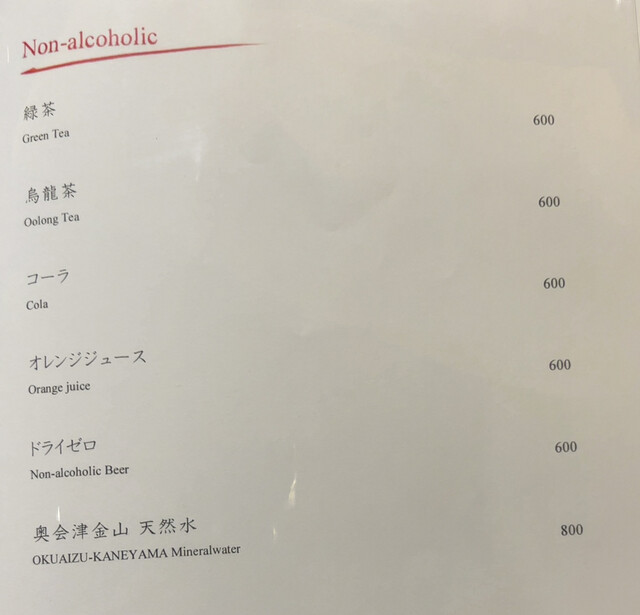 Non-alcoholic
緑茶
Green Tea
600
烏龍茶
Oolong Tea
600
コーラ
Cola
600
オレンジジュース
Orange juice
600
ドライゼロ
Non-alcoholic Beer
600
奥会津金山 天然水
OKUAIZU-KANEYAMA Mineralwater
800